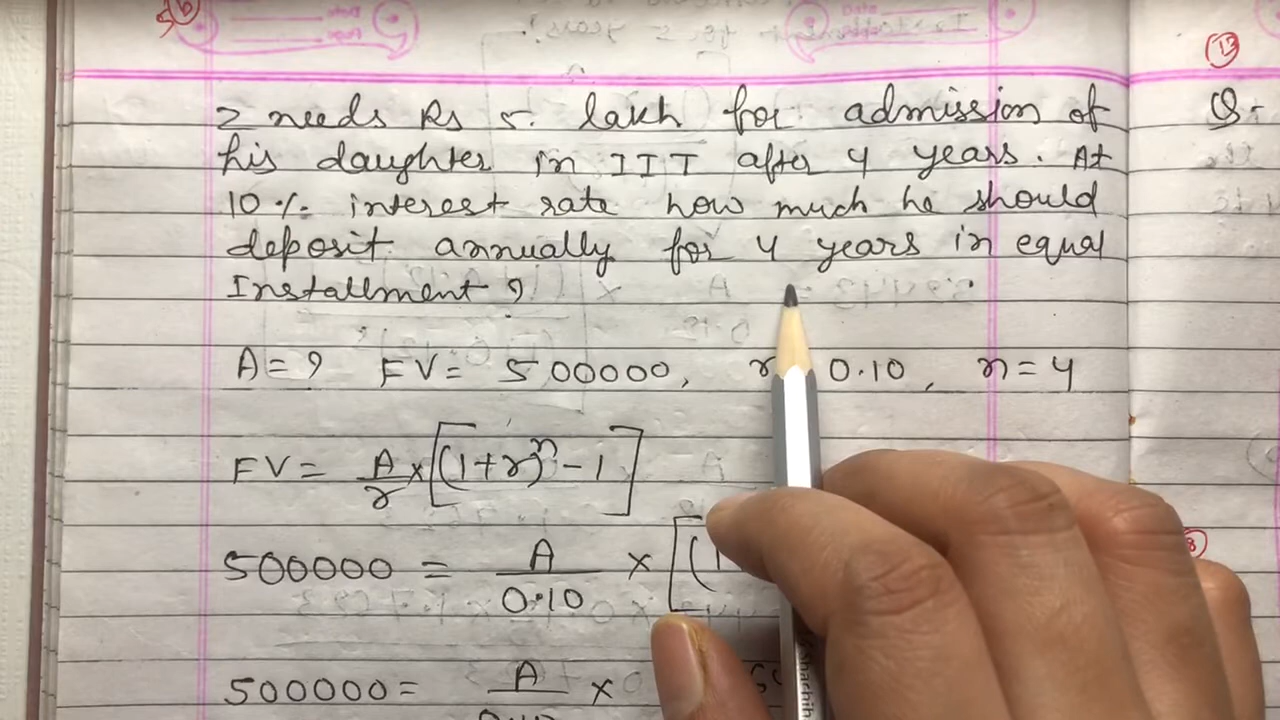 Z needs Rs 5. lakh for admission of
his daughter in IIT after 4 years. At
10 % interest rate how much he should
deposit annually for 4 years in equal
Installment ?
A = ? FV = 500000, r 0.10, n = 4
FV = A/r × [(1+r)^n - 1]
500000 = A/0.10 × [(1
500000 = A ×
13
Q.